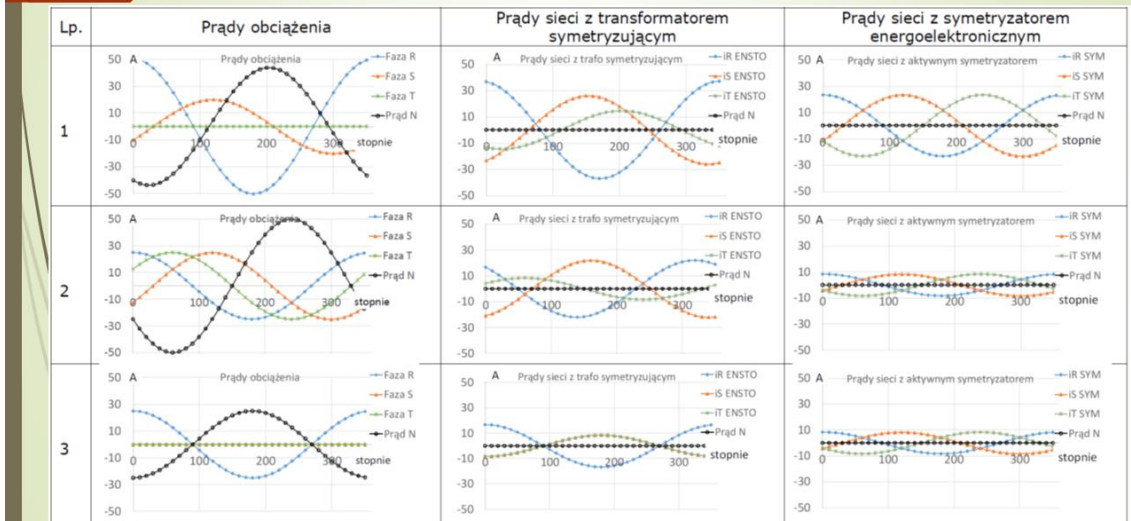 Lp.
Prądy obciążenia
Prądy sieci z transformatorem
symetryzującym
Prądy sieci z symetryzatorem
energoelektronicznym
1
50 A
30
10
-10
-30
-50
Prądy obciążenia
0 100 200 300
stopnie
Faza R
Faza S
Faza T
Prąd N
50 A
30
10
-10
-30
-50
Prądy sieci z trafo symetryzującym
0 100 200 300
stopnie
iR ENSTO
iS ENSTO
iT ENSTO
Prąd N
50 A
30
10
-10
-30
-50
Prądy sieci z aktywnym symetryzatorem
0 100 200 300
stopnie
iR SYM
iS SYM
iT SYM
Prąd N
2
50 A
30
10
-10
-30
-50
Prądy obciążenia
0 100 200 300
stopnie
Faza R
Faza S
Faza T
Prąd N
50 A
30
10
-10
-30
-50
Prądy sieci z trafo symetryzującym
0 100 200 300
stopnie
iR ENSTO
iS ENSTO
iT ENSTO
Prąd N
50 A
30
10
-10
-30
-50
Prądy sieci z aktywnym symetryzatorem
0 100 200 300
stopnie
iR SYM
iS SYM
iT SYM
Prąd N
3
50 A
30
10
-10
-30
-50
Prądy obciążenia
0 100 200 300
stopnie
Faza R
Faza S
Faza T
Prąd N
50 A
30
10
-10
-30
-50
Prądy sieci z trafo symetryzującym
0 100 200 300
stopnie
iR ENSTO
iS ENSTO
iT ENSTO
Prąd N
50 A
30
10
-10
-30
-50
Prądy sieci z aktywnym symetryzatorem
0 100 200 300
stopnie
iR SYM
iS SYM
iT SYM
Prąd N